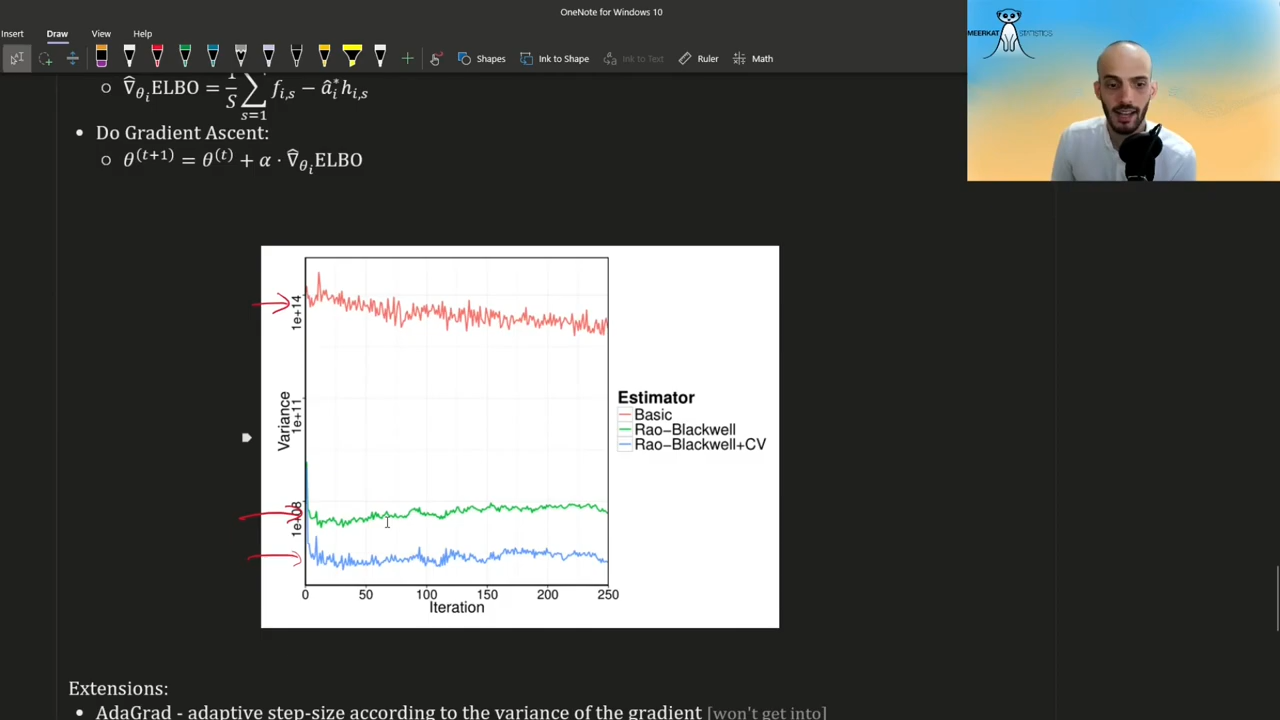 OneNote for Windows 10
Insert Draw View Help
Shapes Ink to Shape Ink to Text Ruler Math
MEERKAT
STATISTICS
∇̂_{θ_i}ELBO = 1/S ∑_{s=1} f_{i,s} − â_i^* h_{i,s}
Do Gradient Ascent:
θ^{(t+1)} = θ^{(t)} + α · ∇̂_{θ_i}ELBO
1e+14
1e+11
1e+08
Variance
0 50 100 150 200 250
Iteration
Estimator
Basic
Rao−Blackwell
Rao−Blackwell+CV
Extensions:
AdaGrad - adaptive step-size according to the variance of the gradient [won't get into]